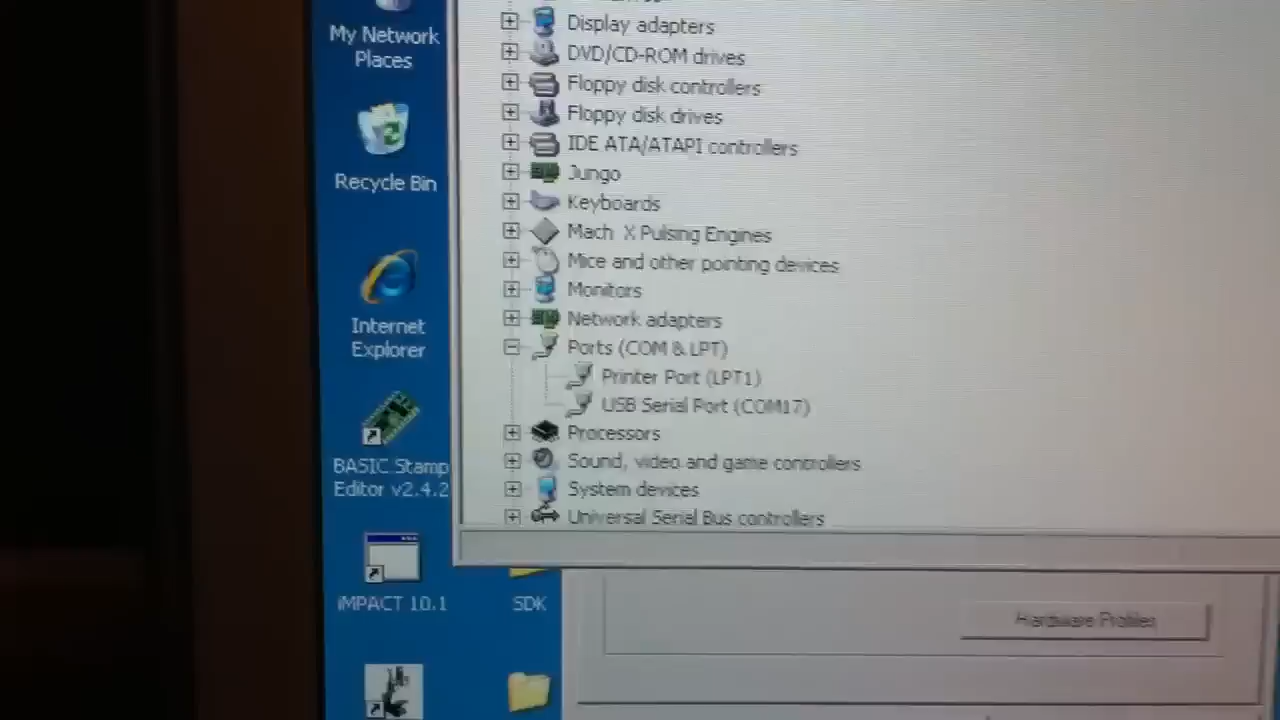 My Network
Places
Recycle Bin
Internet
Explorer
BASIC Stamp
Editor v2.4.2
iMPACT 10.1
SDK
Display adapters
DVD/CD-ROM drives
Floppy disk controllers
Floppy disk drives
IDE ATA/ATAPI controllers
Jungo
Keyboards
Mach X Pulsing Engines
Mice and other pointing devices
Monitors
Network adapters
Ports (COM & LPT)
Printer Port (LPT1)
USB Serial Port (COM17)
Processors
Sound, video and game controllers
System devices
Universal Serial Bus controllers
Hardware Profiles